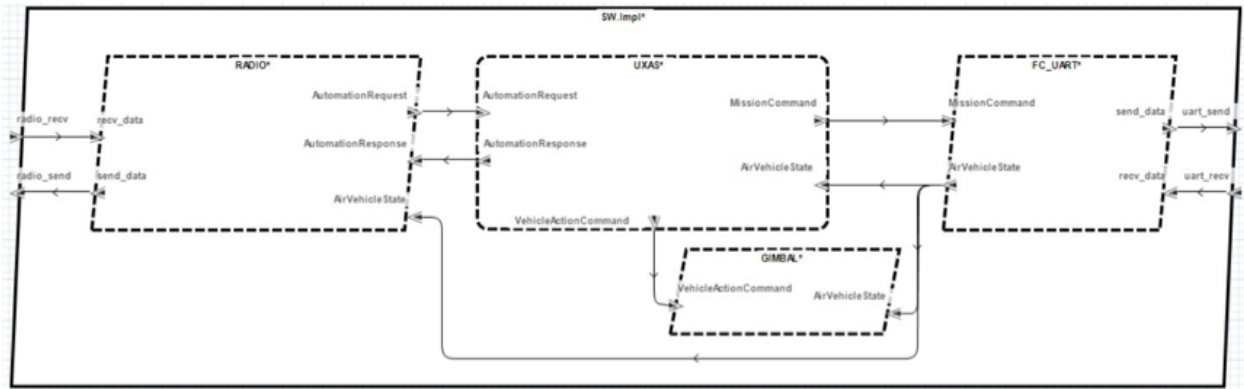 SW.Impl*
RADIO*
UXAS*
FC_UART*
AutomationRequest
AutomationRequest
MissionCommand
MissionCommand
send_data
uart_send
radio_recv
recv_data
AutomationResponse
AutomationResponse
radio_send
send_data
AirVehicleState
AirVehicleState
recv_data
uart_recv
AirVehicleState
VehicleActionCommand
GIMBAL*
VehicleActionCommand
AirVehicleState